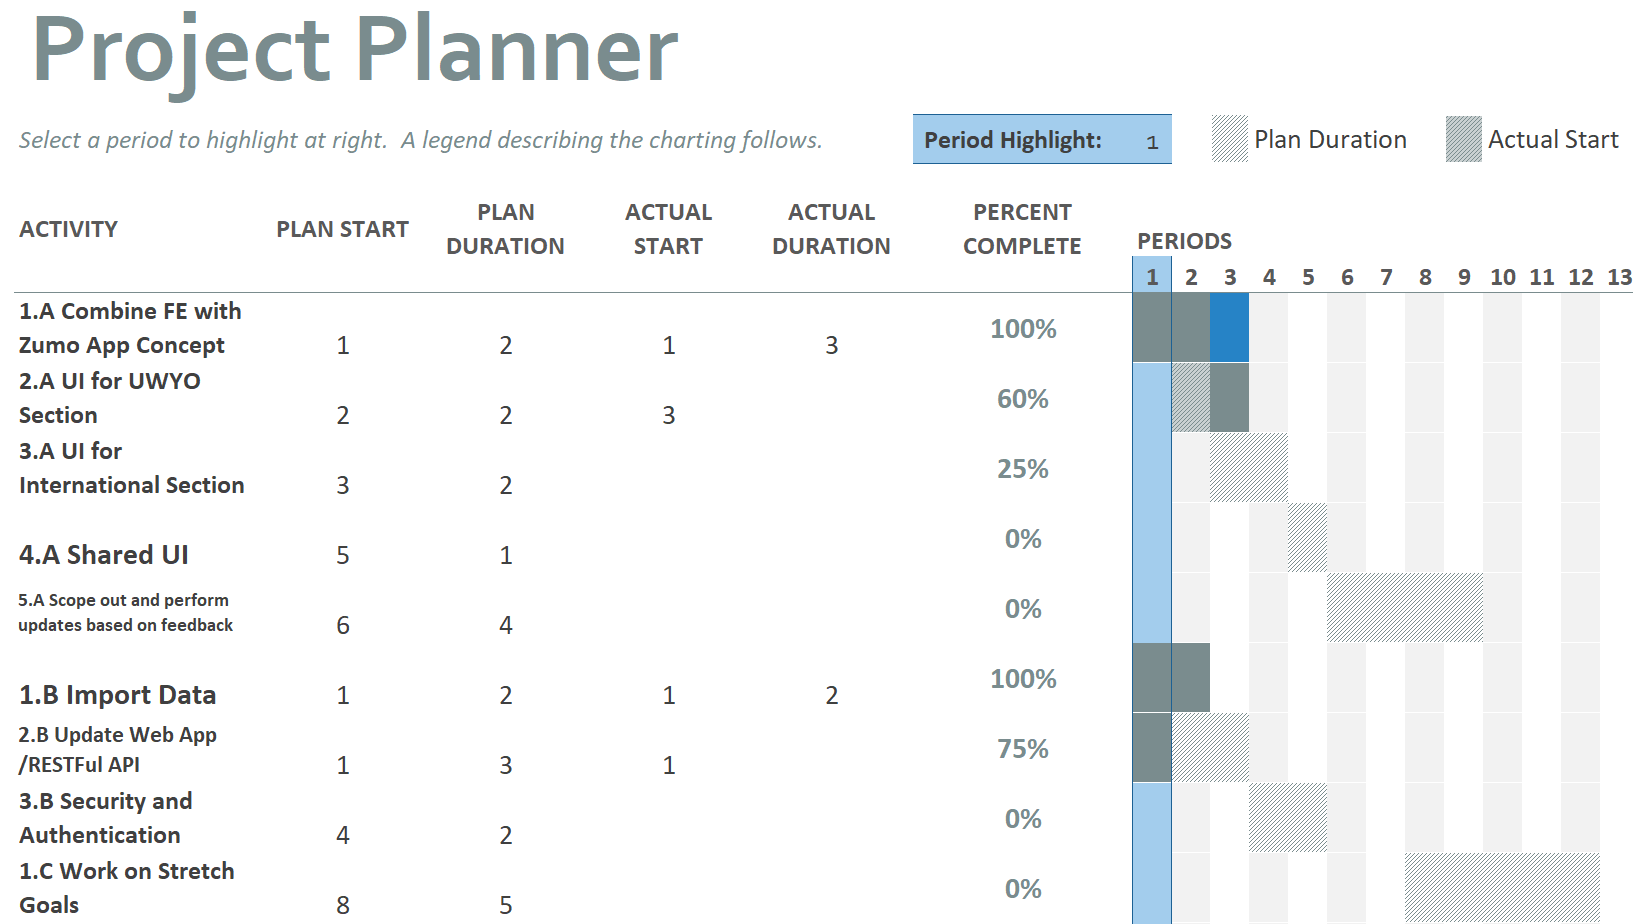 Project Planner
Select a period to highlight at right.  A legend describing the charting follows.
Period Highlight: 1
Plan Duration
Actual Start
ACTIVITY
PLAN START
PLAN
DURATION
ACTUAL
START
ACTUAL
DURATION
PERCENT
COMPLETE
PERIODS
1 2 3 4 5 6 7 8 9 10 11 12 13
1.A Combine FE with
Zumo App Concept 1 2 1 3 100%
2.A UI for UWYO
Section 2 2 3 60%
3.A UI for
International Section 3 2 25%
4.A Shared UI 5 1 0%
5.A Scope out and perform
updates based on feedback 6 4 0%
1.B Import Data 1 2 1 2 100%
2.B Update Web App
/RESTFul API 1 3 1 75%
3.B Security and
Authentication 4 2 0%
1.C Work on Stretch
Goals 8 5 0%